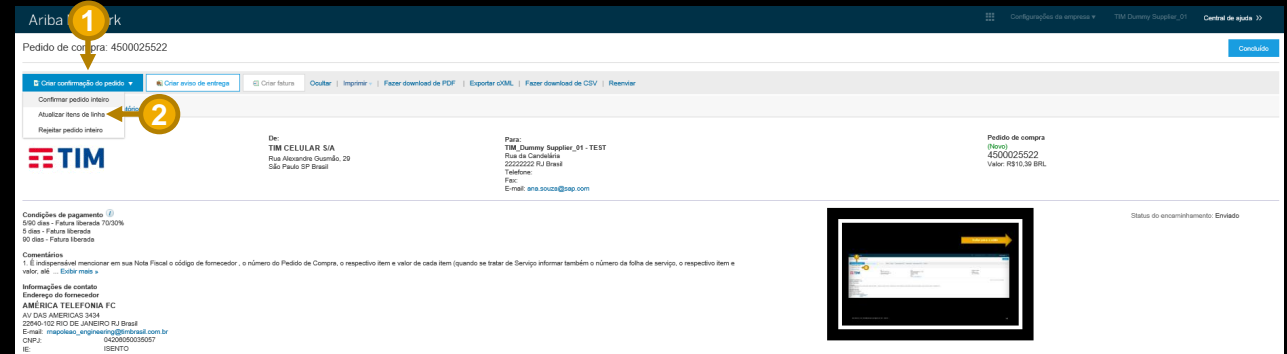 Ariba
Configurações da empresa ▾ TIM Dummy Supplier_01 Central de ajuda »
Pedido de compra: 4500025522
Concluído
1
Criar confirmação do pedido ▼ Criar aviso de entrega Criar fatura Ocultar | Imprimir | Fazer download de PDF | Exportar cXML | Fazer download de CSV | Reenviar
Confirmar pedido inteiro
Atualizar itens de linha
2
Rejeitar pedido inteiro
TIM
De:
TIM CELULAR S/A
Rua Alexandre Gusmão, 29
São Paulo SP Brasil
Para:
TIM_Dummy Supplier_01 - TEST
Rua da Candelária
22222222 RJ Brasil
Telefone:
Fax:
E-mail: ana.souza@sap.com
Pedido de compra
(Novo)
4500025522
Valor: R$10,39 BRL
Condições de pagamento
5/90 dias - Fatura liberada 70/30%
5 dias - Fatura liberada
90 dias - Fatura liberada
Status do encaminhamento: Enviado
Comentários
1. É indispensável mencionar em sua Nota Fiscal o código de fornecedor , o número do Pedido de Compra, o respectivo item e valor de cada item (quando se tratar de Serviço informar também o número da folha de serviço, o respectivo item e
valor, até ... Exibir mais »
Informações de contato
Endereço do fornecedor
AMÉRICA TELEFONIA FC
AV DAS AMERICAS 3434
22640-102 RIO DE JANEIRO RJ Brasil
E-mail: mapoleao_engineering@timbrasil.com.br
CNPJ: 04206050035057
IE: ISENTO